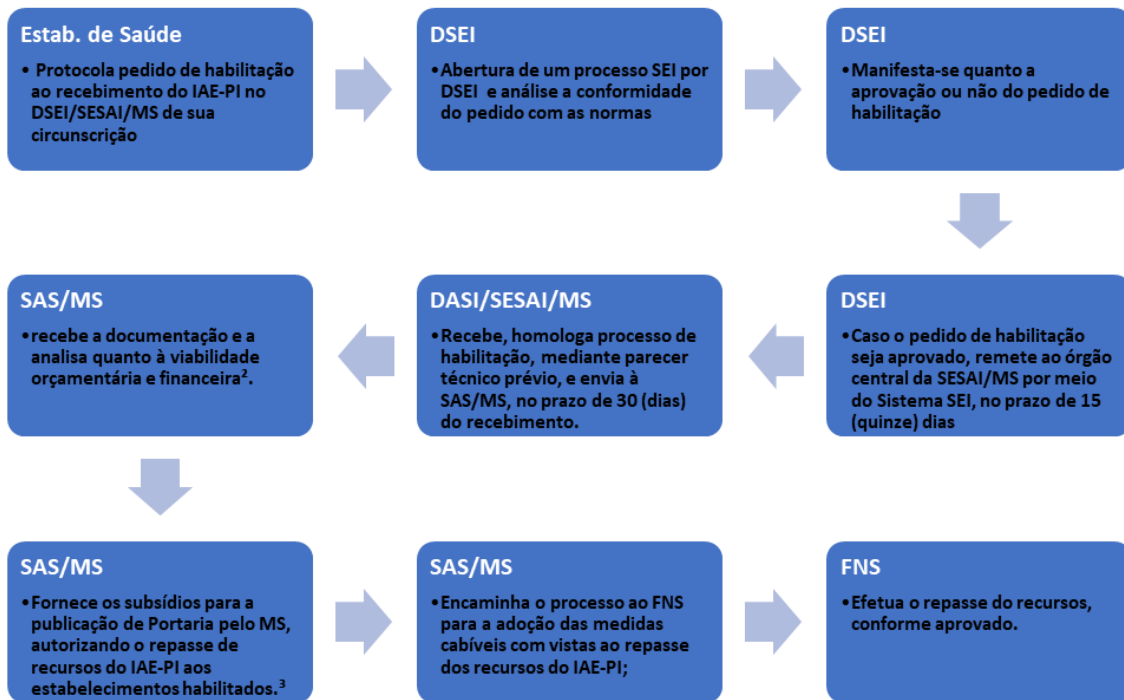 Estab. de Saúde
• Protocola pedido de habilitação
ao recebimento do IAE-PI no
DSEI/SESAI/MS de sua
circunscrição
DSEI
•Abertura de um processo SEI por
DSEI e análise a conformidade
do pedido com as normas
DSEI
•Manifesta-se quanto a
aprovação ou não do pedido de
habilitação
DSEI
•Caso o pedido de habilitação
seja aprovado, remete ao órgão
central da SESAI/MS por meio
do Sistema SEI, no prazo de 15
(quinze) dias
DASI/SESAI/MS
•Recebe, homologa processo de
habilitação, mediante parecer
técnico prévio, e envia à
SAS/MS, no prazo de 30 (dias)
do recebimento.
SAS/MS
•recebe a documentação e a
analisa quanto à viabilidade
orçamentária e financeira².
SAS/MS
•Fornece os subsídios para a
publicação de Portaria pelo MS,
autorizando o repasse de
recursos do IAE-PI aos
estabelecimentos habilitados.³
SAS/MS
•Encaminha o processo ao FNS
para a adoção das medidas
cabíveis com vistas ao repasse
dos recursos do IAE-PI;
FNS
•Efetua o repasse do recursos,
conforme aprovado.